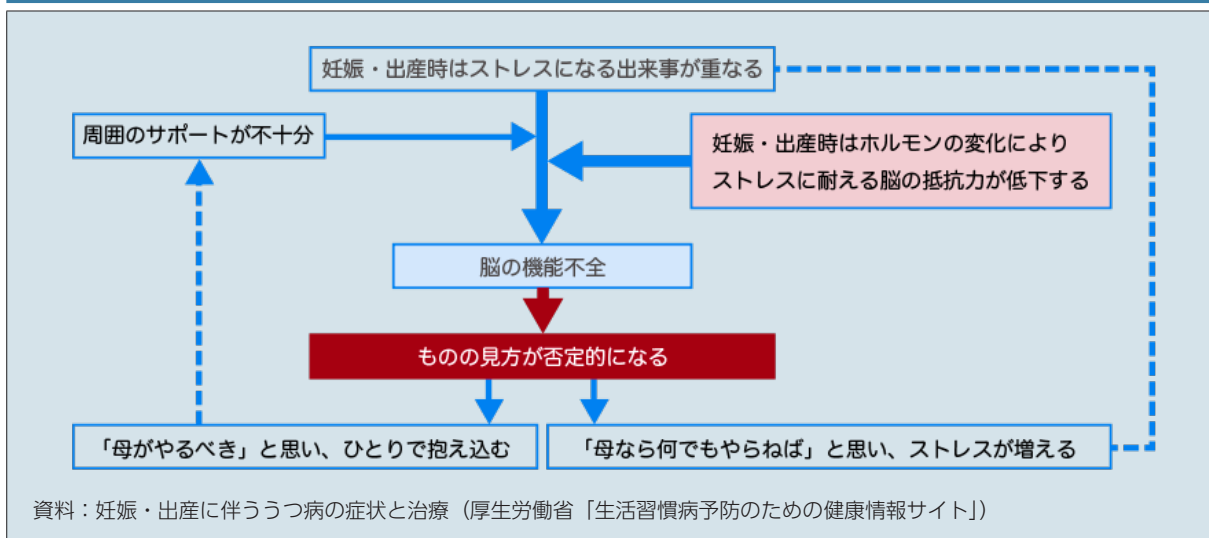 妊娠・出産時はストレスになる出来事が重なる
周囲のサポートが不十分
妊娠・出産時はホルモンの変化により
ストレスに耐える脳の抵抗力が低下する
脳の機能不全
ものの見方が否定的になる
「母がやるべき」と思い、ひとりで抱え込む
「母なら何でもやらねば」と思い、ストレスが増える
資料：妊娠・出産に伴ううつ病の症状と治療（厚生労働省「生活習慣病予防のための健康情報サイト」）